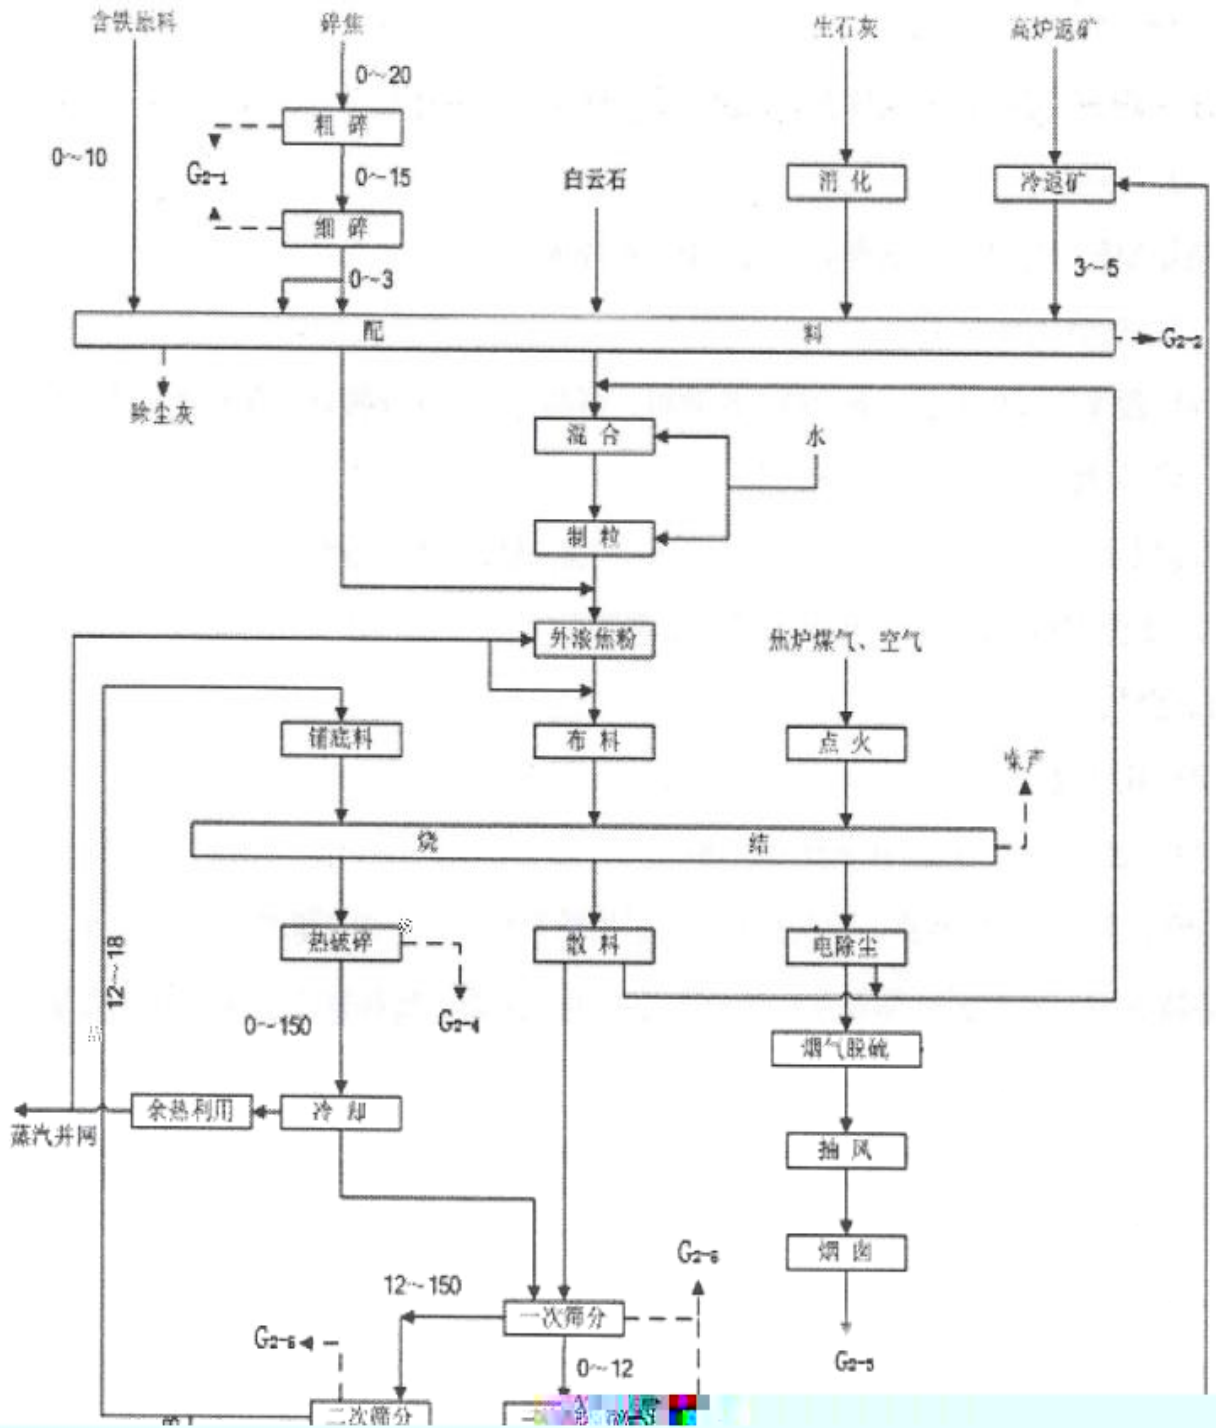 含铁原料 碎焦 生石灰 高炉返矿
0～20
粗 碎
0～10 G2-1 0～15 白云石 消 化 冷返矿
细 碎
0～3 3～5
配 料 G2-2
除尘灰 混 合 水
制 粒
外滚焦粉 焦炉煤气、空气
铺底料 布 料 点 火
噪声
烧 结
热破碎 散 料 电除尘
12～18
0～150 G2-4
烟气脱硫
余热利用 冷 却
蒸汽并网
抽 风
烟 囱
G2-6
12～150
一次筛分
G2-6
0～12 G2-5
二次筛分